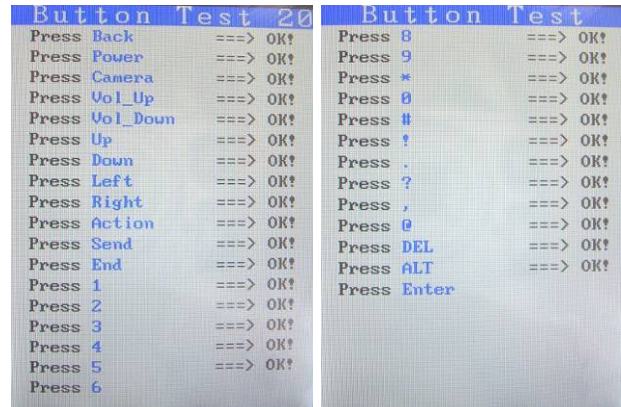 Button Test 20
Press Back ===> OK!
Press Power ===> OK!
Press Camera ===> OK!
Press Vol_Up ===> OK!
Press Vol_Down ===> OK!
Press Up ===> OK!
Press Down ===> OK!
Press Left ===> OK!
Press Right ===> OK!
Press Action ===> OK!
Press Send ===> OK!
Press End ===> OK!
Press 1 ===> OK!
Press 2 ===> OK!
Press 3 ===> OK!
Press 4 ===> OK!
Press 5 ===> OK!
Press 6
Button Test
Press 8 ===> OK!
Press 9 ===> OK!
Press * ===> OK!
Press 0 ===> OK!
Press # ===> OK!
Press ! ===> OK!
Press . ===> OK!
Press ? ===> OK!
Press , ===> OK!
Press @ ===> OK!
Press DEL ===> OK!
Press ALT ===> OK!
Press Enter